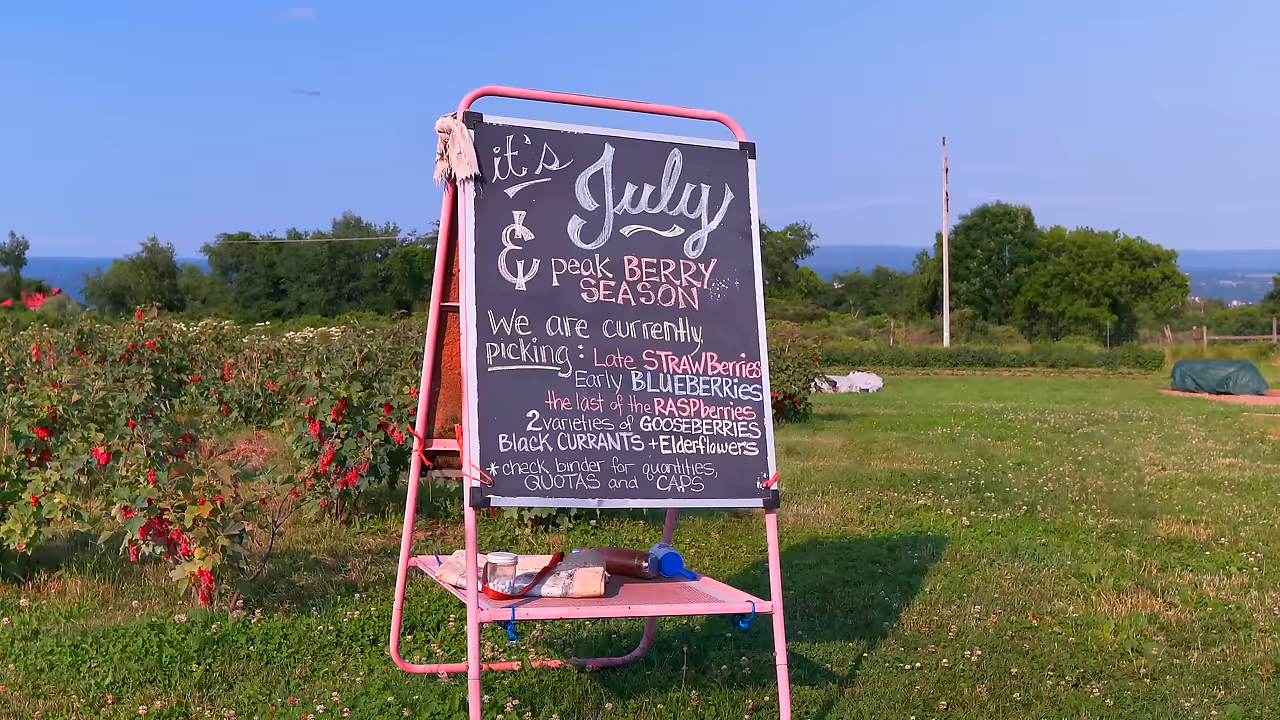 it's July
& peak BERRY
SEASON
We are currently
picking: Late STRAWBerries
Early BLUEBERRIES
the last of the RASPberries
2 varieties of GOOSEBERRIES
Black CURRANTS + Elderflowers
*check binder for quantities,
QUOTAS and CAPS